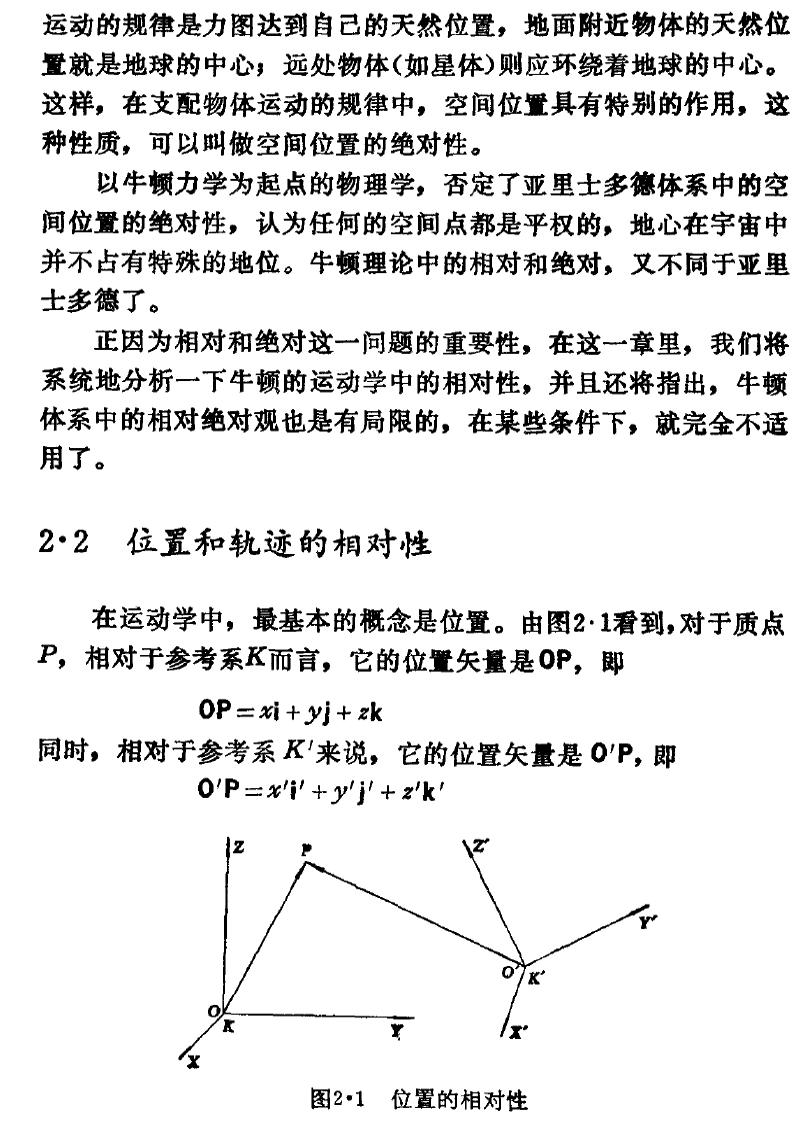 运动的规律是力图达到自己的天然位置，地面附近物体的天然位
置就是地球的中心；远处物体（如星体）则应环绕着地球的中心。
这样，在支配物体运动的规律中，空间位置具有特别的作用，这
种性质，可以叫做空间位置的绝对性。
以牛顿力学为起点的物理学，否定了亚里士多德体系中的空
间位置的绝对性，认为任何的空间点都是平权的，地心在宇宙中
并不占有特殊的地位。牛顿理论中的相对和绝对，又不同于亚里
士多德了。
正因为相对和绝对这一问题的重要性，在这一章里，我们将
系统地分析一下牛顿的运动学中的相对性，并且还将指出，牛顿
体系中的相对绝对观也是有局限的，在某些条件下，就完全不适
用了。
2·2 位置和轨迹的相对性
在运动学中，最基本的概念是位置。由图2·1看到，对于质点
P，相对于参考系K而言，它的位置矢量是OP，即
OP=xi+yj+zk
同时，相对于参考系K′来说，它的位置矢量是O′P，即
O′P=x′i′+y′j′+z′k′
Z
P
Z′
Y′
O′
K′
O
K
Y
X′
X
图2·1 位置的相对性